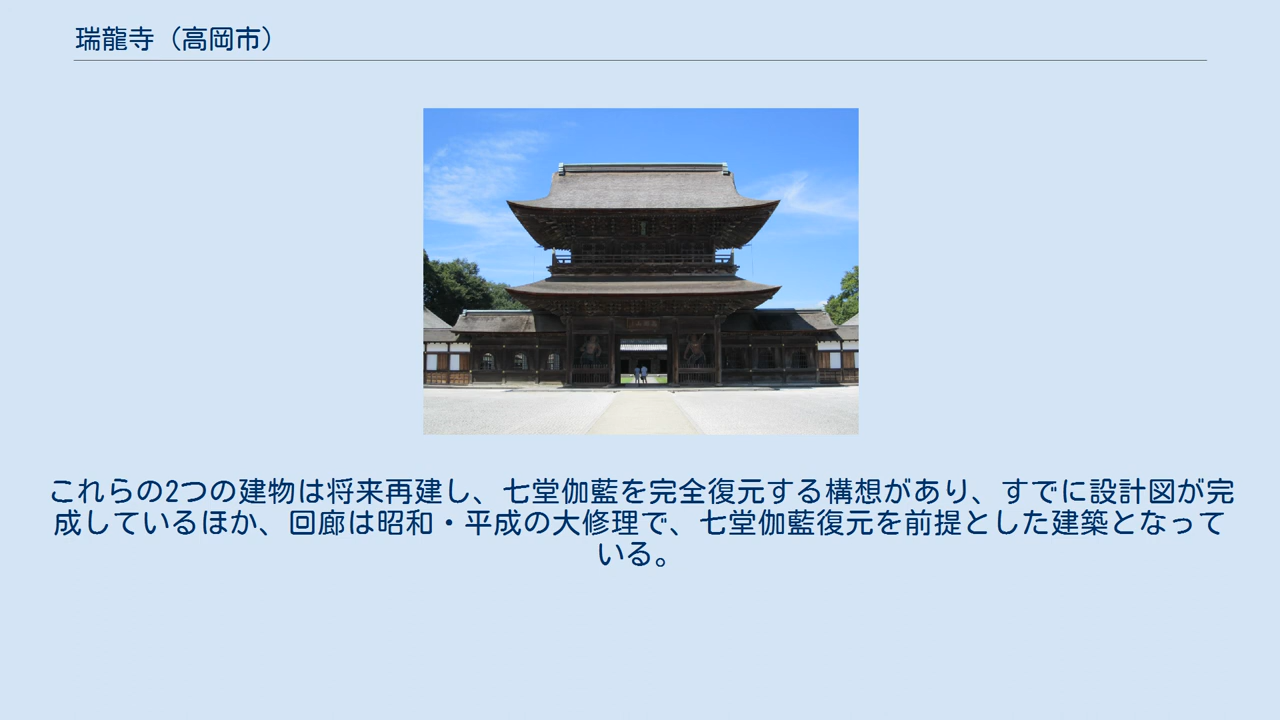 瑞龍寺（高岡市）
これらの2つの建物は将来再建し、七堂伽藍を完全復元する構想があり、すでに設計図が完
成しているほか、回廊は昭和・平成の大修理で、七堂伽藍復元を前提とした建築となって
いる。